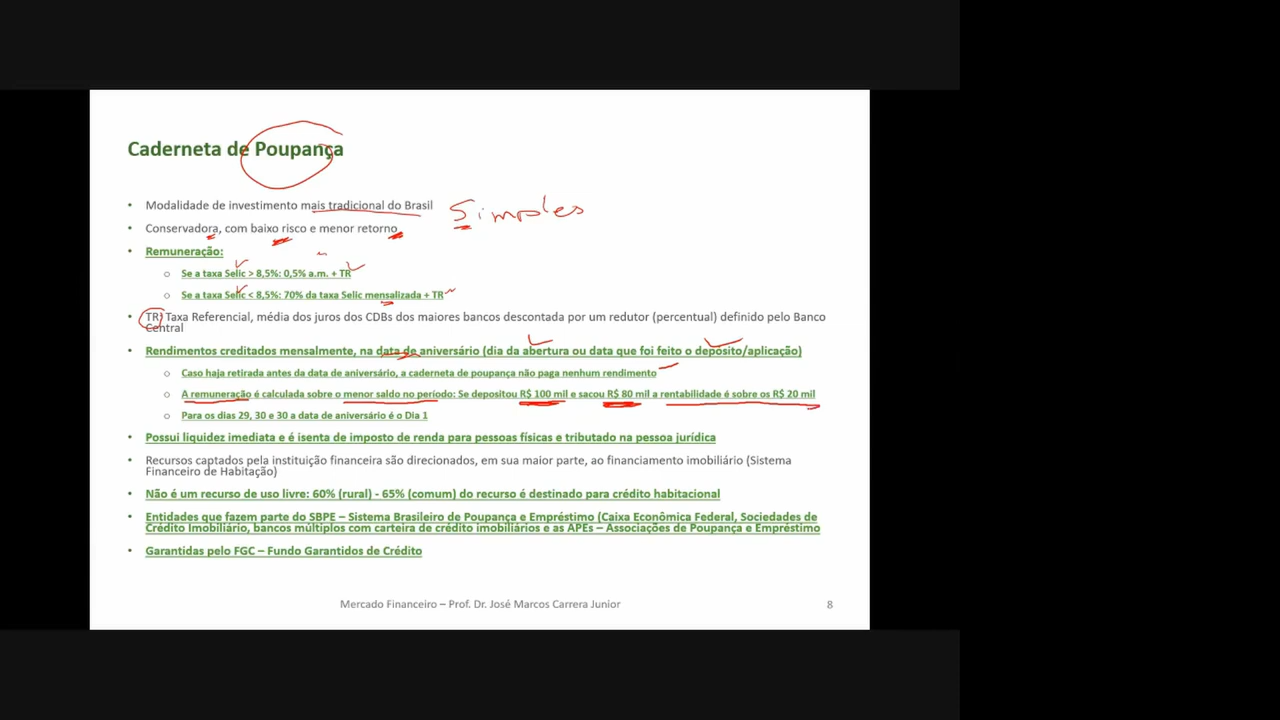 Caderneta de Poupança
• Modalidade de investimento mais tradicional do Brasil
Simples
• Conservadora, com baixo risco e menor retorno
• Remuneração:
○ Se a taxa Selic > 8,5%: 0,5% a.m. + TR
○ Se a taxa Selic < 8,5%: 70% da taxa Selic mensalizada + TR
• TR: Taxa Referencial, média dos juros dos CDBs dos maiores bancos descontada por um redutor (percentual) definido pelo Banco
Central
• Rendimentos creditados mensalmente, na data de aniversário (dia da abertura ou data que foi feito o depósito/aplicação)
○ Caso haja retirada antes da data de aniversário, a caderneta de poupança não paga nenhum rendimento
○ A remuneração é calculada sobre o menor saldo no período: Se depositou R$ 100 mil e sacou R$ 80 mil a rentabilidade é sobre os R$ 20 mil
○ Para os dias 29, 30 e 30 a data de aniversário é o Dia 1
• Possui liquidez imediata e é isenta de imposto de renda para pessoas físicas e tributado na pessoa jurídica
• Recursos captados pela instituição financeira são direcionados, em sua maior parte, ao financiamento imobiliário (Sistema
Financeiro de Habitação)
• Não é um recurso de uso livre: 60% (rural) - 65% (comum) do recurso é destinado para crédito habitacional
• Entidades que fazem parte do SBPE – Sistema Brasileiro de Poupança e Empréstimo (Caixa Econômica Federal, Sociedades de
Crédito Imobiliário, bancos múltiplos com carteira de crédito imobiliários e as APEs – Associações de Poupança e Empréstimo
• Garantidas pelo FGC – Fundo Garantidos de Crédito
Mercado Financeiro – Prof. Dr. José Marcos Carrera Junior
8